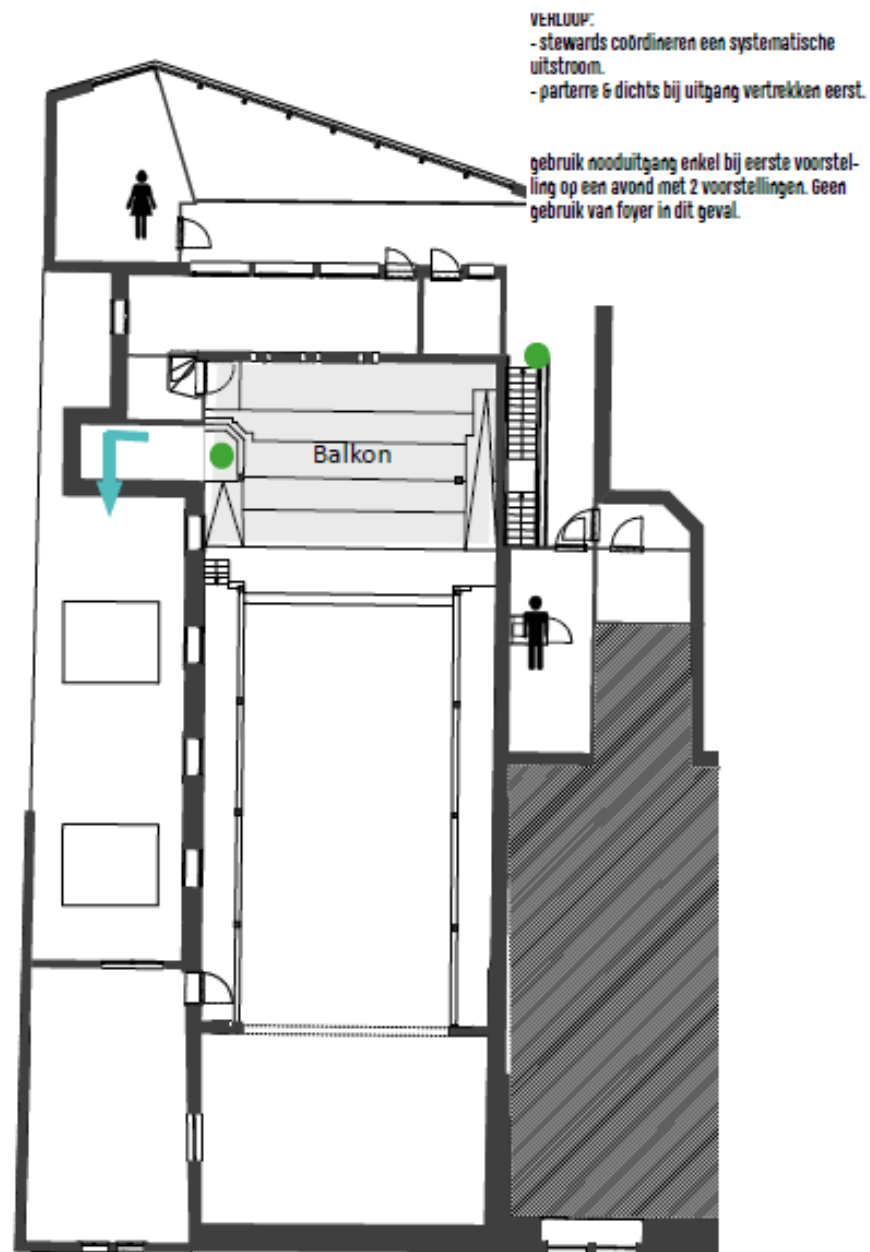 VERLOOP:
- stewards coördineren een systematische
uitstroom.
- parterre & dichts bij uitgang vertrekken eerst.
gebruik nooduitgang enkel bij eerste voorstel-
ling op een avond met 2 voorstellingen. Geen
gebruik van foyer in dit geval.
Balkon